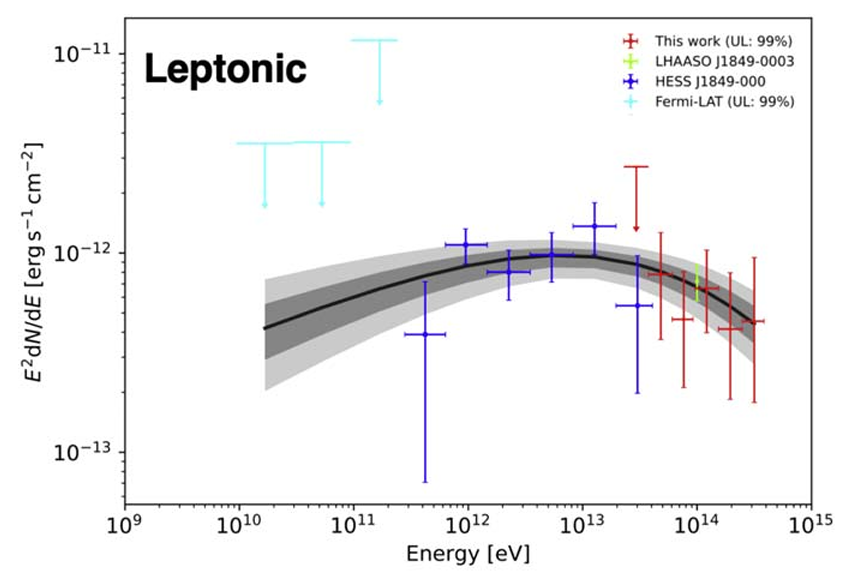 Leptonic
This work (UL: 99%)
LHAASO J1849-0003
HESS J1849-000
Fermi-LAT (UL: 99%)
10⁻¹¹
10⁻¹²
10⁻¹³
E²dN/dE [erg s⁻¹ cm⁻²]
10⁹ 10¹⁰ 10¹¹ 10¹² 10¹³ 10¹⁴ 10¹⁵
Energy [eV]